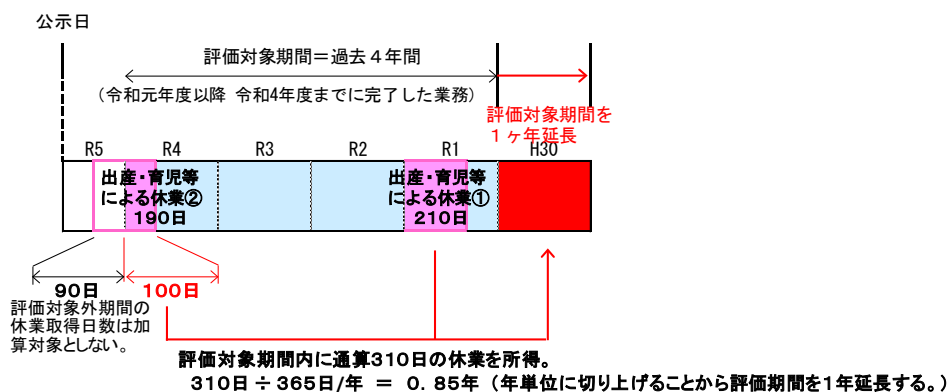 公示日
評価対象期間＝過去４年間
（令和元年度以降 令和4年度までに完了した業務）
評価対象期間を
１ヶ年延長
R5 R4 R3 R2 R1 H30
出産・育児等
による休業②
190日
出産・育児等
による休業①
210日
90日
100日
評価対象外期間の
休業取得日数は加
算対象としない。
評価対象期間内に通算310日の休業を所得。
310日 ÷ 365日/年 ＝ 0.85年 （年単位に切り上げることから評価期間を1年延長する。）